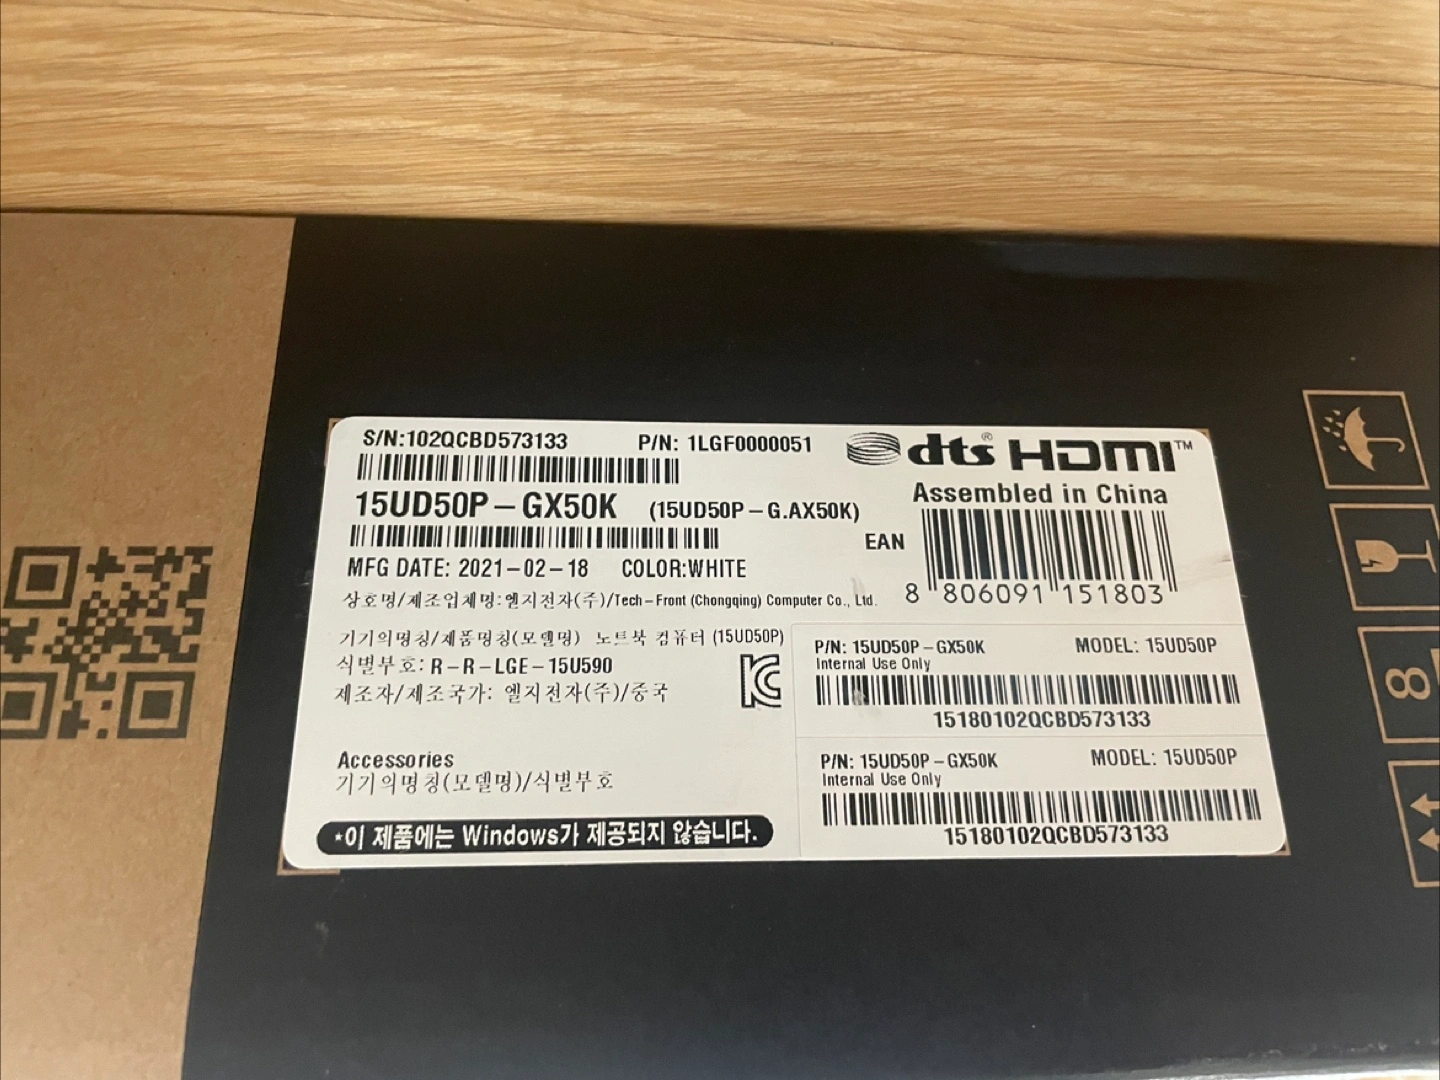 S/N:102QCBD573133 P/N: 1LGF0000051
dts® HDMI™
15UD50P-GX50K (15UD50P-G.AX50K)
Assembled in China
EAN
8 806091 151803
MFG DATE: 2021-02-18 COLOR:WHITE
상호명/제조업체명:엘지전자(주)/Tech-Front (Chongqing) Computer Co., Ltd.
기기의명칭/제품명칭(모델명) 노트북 컴퓨터 (15UD50P)
식별부호: R-R-LGE-15U590
제조자/제조국가: 엘지전자(주)/중국
Accessories
기기의명칭(모델명)/식별부호
*이 제품에는 Windows가 제공되지 않습니다.
P/N: 15UD50P-GX50K MODEL: 15UD50P
Internal Use Only
15180102QCBD573133
P/N: 15UD50P-GX50K MODEL: 15UD50P
Internal Use Only
15180102QCBD573133
8